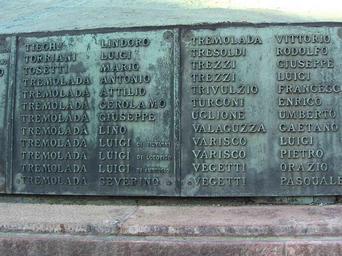 TIEGHI LINDORO
TORRIANI LUIGI
TOSETTI MARIO
TREMOLADA ANTONIO
TREMOLADA ATTILIO
TREMOLADA GEROLAMO
TREMOLADA GIUSEPPE
TREMOLADA LINO
TREMOLADA LUIGI
TREMOLADA LUIGI DI LODOVICO
TREMOLADA LUIGI
TREMOLADA SEVERINO
TREMOLADA VITTORIO
TRESOLDI RODOLFO
TREZZI GIUSEPPE
TREZZI LUIGI
TRIVULZIO FRANCESCO
TURCONI ENRICO
UGLIONE UMBERTO
VALAGUZZA GAETANO
VARISCO LUIGI
VARISCO PIETRO
VEGETTI ORAZIO
VEGETTI PASQUALE